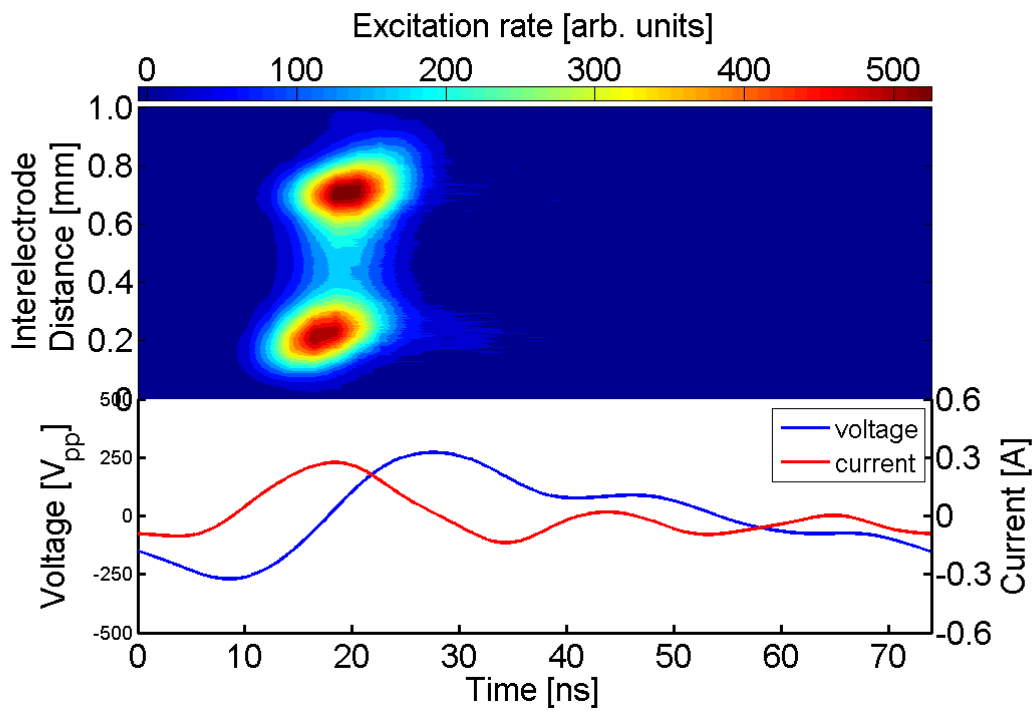 Excitation rate [arb. units]
0 100 200 300 400 500
Interelectrode
Distance [mm]
1.0
0.8
0.6
0.4
0.2
0
Voltage [Vpp]
500
250
0
-250
-500
voltage
current
0.6
0.3
0
-0.3
-0.6
Current [A]
0 10 20 30 40 50 60 70
Time [ns]